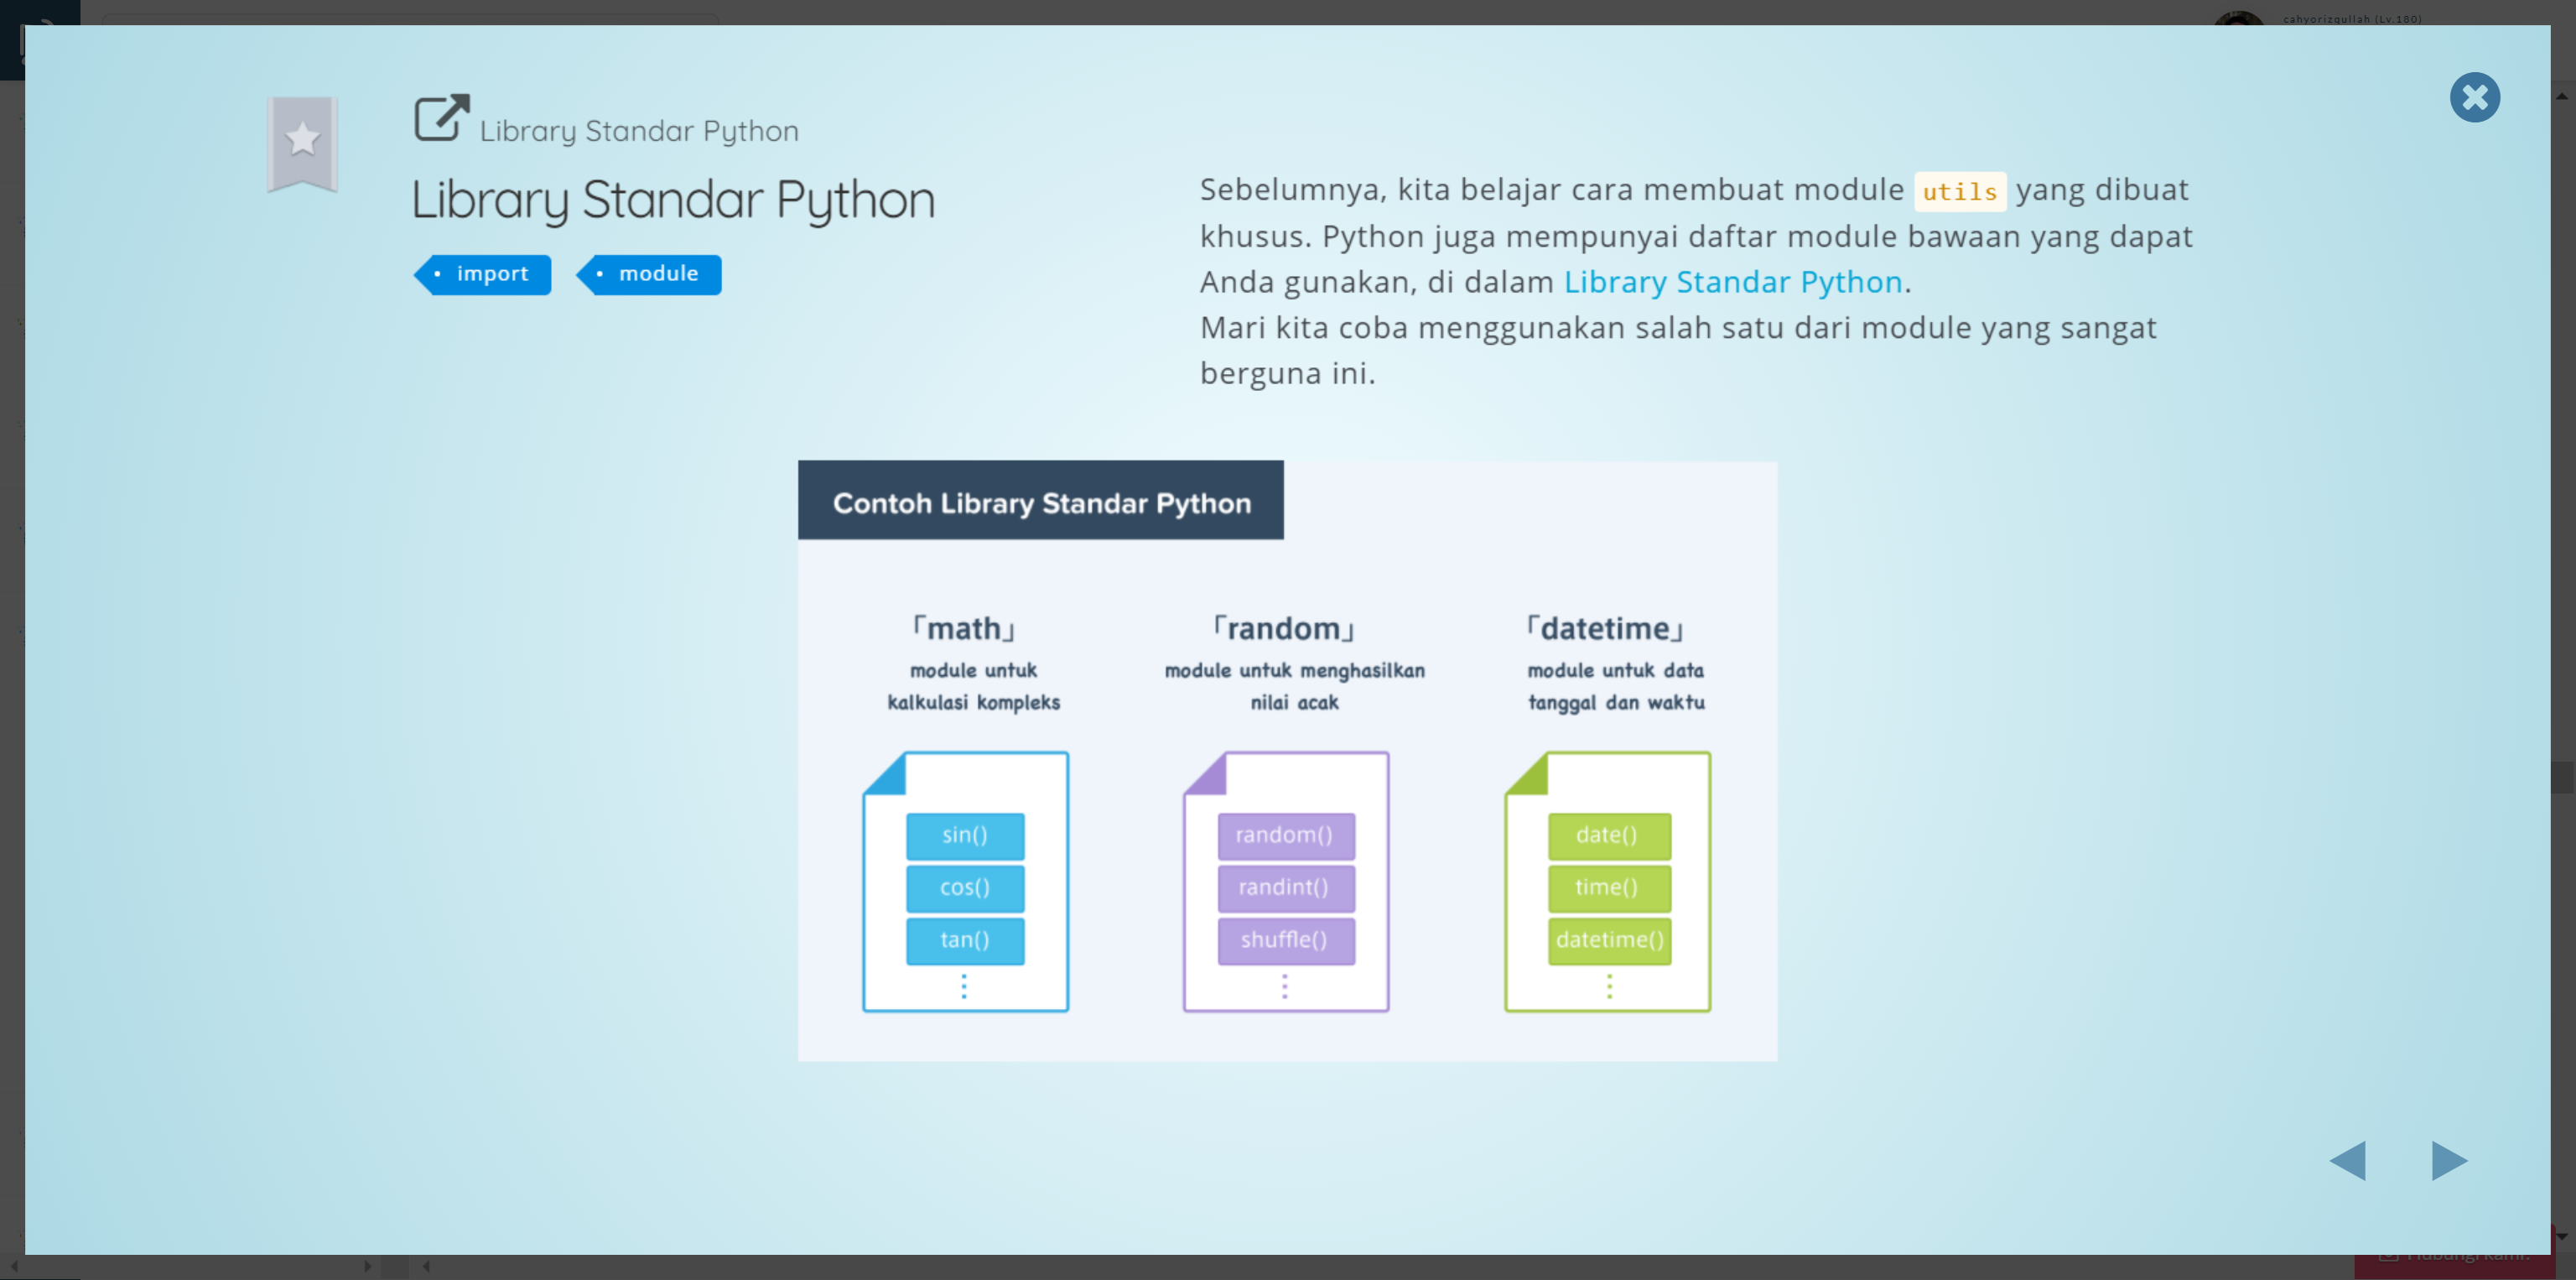 cahyorizqullah (Lv.180)
Library Standar Python
Library Standar Python
import
module
Sebelumnya, kita belajar cara membuat module utils yang dibuat
khusus. Python juga mempunyai daftar module bawaan yang dapat
Anda gunakan, di dalam Library Standar Python.
Mari kita coba menggunakan salah satu dari module yang sangat
berguna ini.
Contoh Library Standar Python
「math」
module untuk
kalkulasi kompleks
sin()
cos()
tan()
「random」
module untuk menghasilkan
nilai acak
random()
randint()
shuffle()
「datetime」
module untuk data
tanggal dan waktu
date()
time()
datetime()
Hubungi kami!